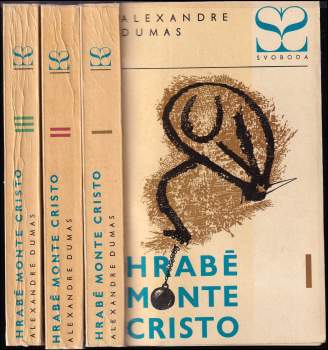 ALEXANDRE
DUMAS
SVOBODA
HRABĚ
MONTE
CRISTO
I
III
HRABĚ MONTE CRISTO
ALEXANDRE DUMAS
II
HRABĚ MONTE CRISTO
ALEXANDRE DUMAS
I
HRABĚ MONTE CRISTO
ALEXANDRE DUMAS